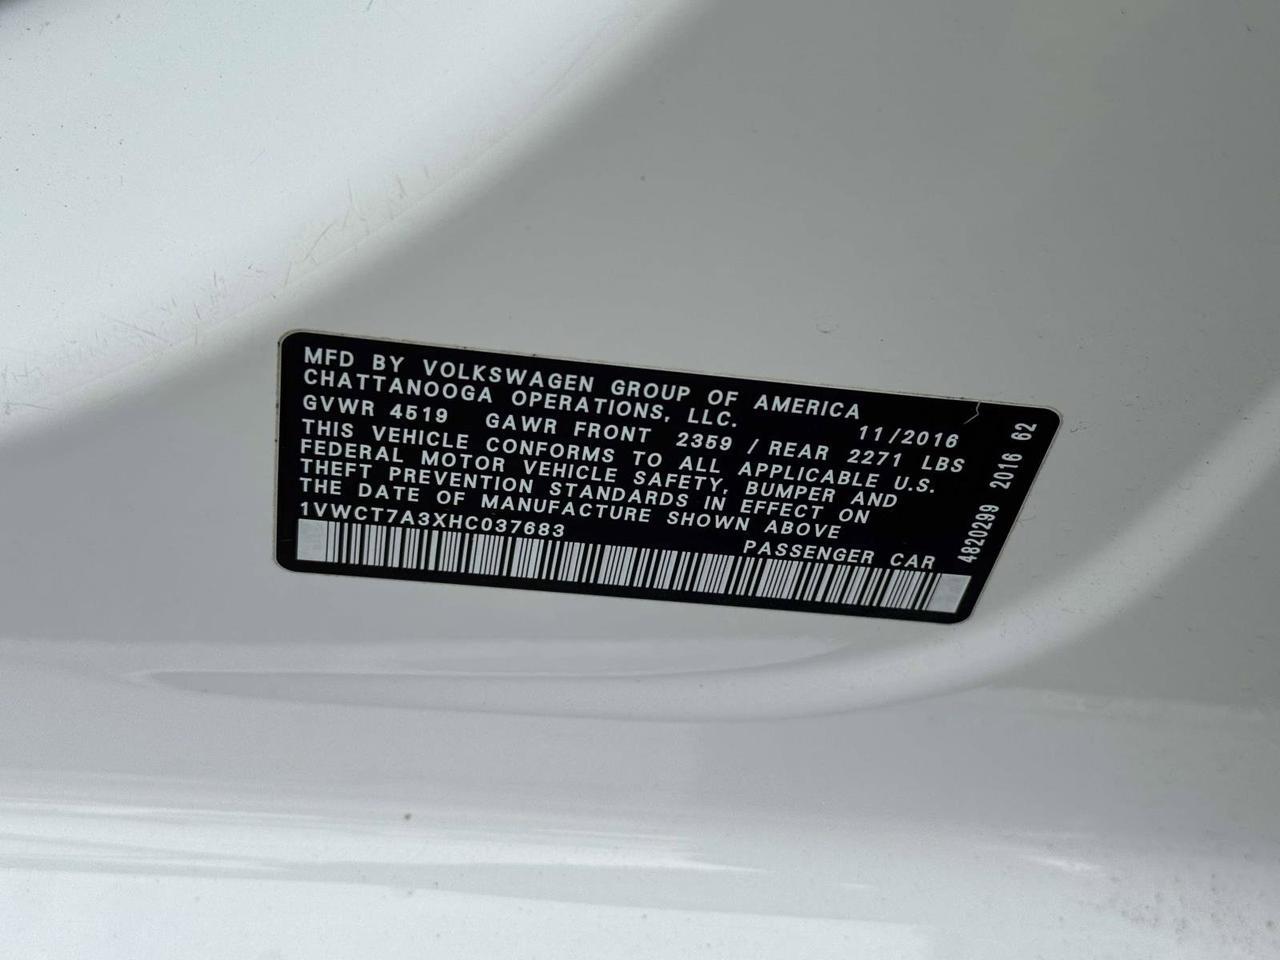 MFD BY VOLKSWAGEN GROUP OF AMERICA
CHATTANOOGA OPERATIONS, LLC. 11/2016
GVWR 4519 GAWR FRONT 2359 / REAR 2271 LBS
THIS VEHICLE CONFORMS TO ALL APPLICABLE U.S.
FEDERAL MOTOR VEHICLE SAFETY, BUMPER AND
THEFT PREVENTION STANDARDS IN EFFECT ON
THE DATE OF MANUFACTURE SHOWN ABOVE
1VWCT7A3XHC037683 PASSENGER CAR
4820299 2016 62